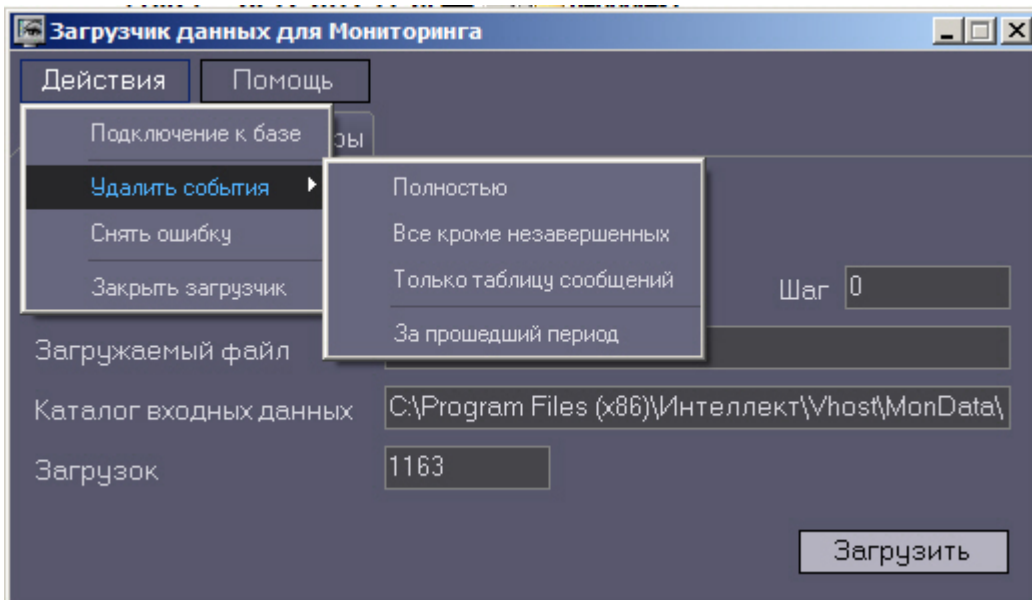 Загрузчик данных для Мониторинга
Действия
Помощь
Подключение к базе
Удалить события
Снять ошибку
Закрыть загрузчик
Полностью
Все кроме незавершенных
Только таблицу сообщений
За прошедший период
Шаг 0
Загружаемый файл
Каталог входных данных C:\Program Files (x86)\Интеллект\Vhost\MonData\
Загрузок 1163
Загрузить